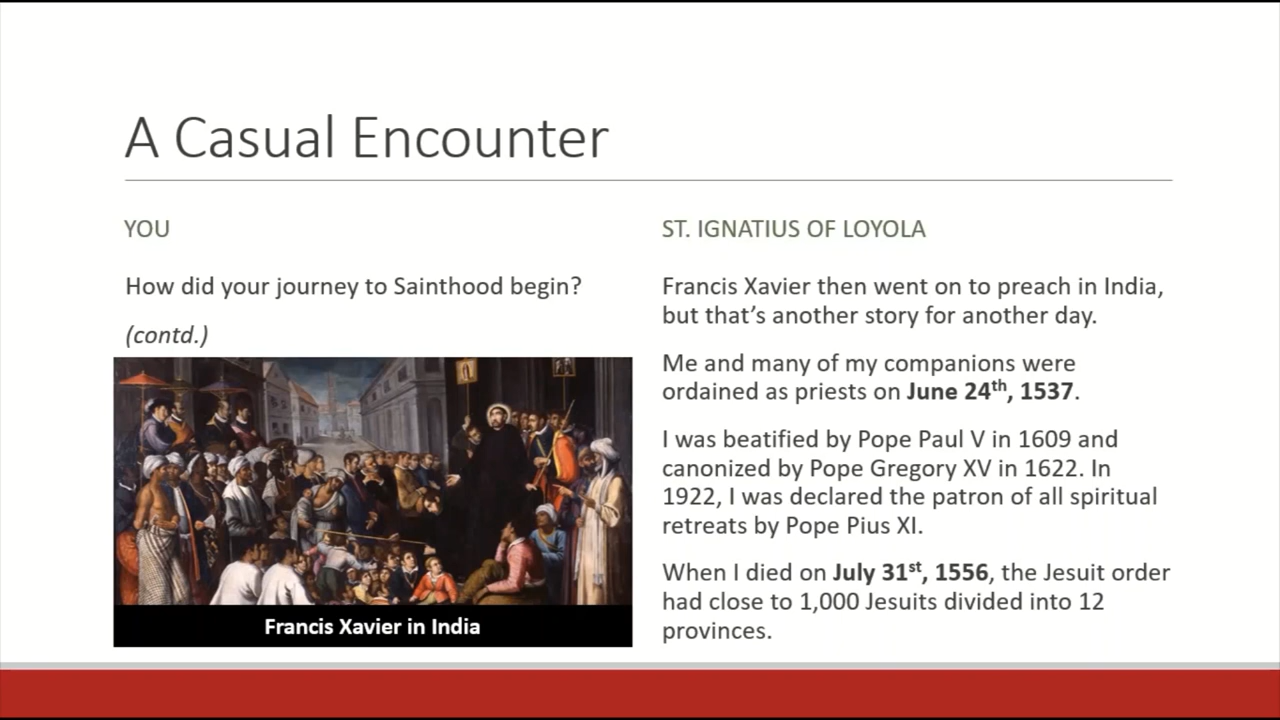 A Casual Encounter
YOU
How did your journey to Sainthood begin?
(contd.)
Francis Xavier in India
ST. IGNATIUS OF LOYOLA
Francis Xavier then went on to preach in India,
but that’s another story for another day.
Me and many of my companions were
ordained as priests on June 24th, 1537.
I was beatified by Pope Paul V in 1609 and
canonized by Pope Gregory XV in 1622. In
1922, I was declared the patron of all spiritual
retreats by Pope Pius XI.
When I died on July 31st, 1556, the Jesuit order
had close to 1,000 Jesuits divided into 12
provinces.